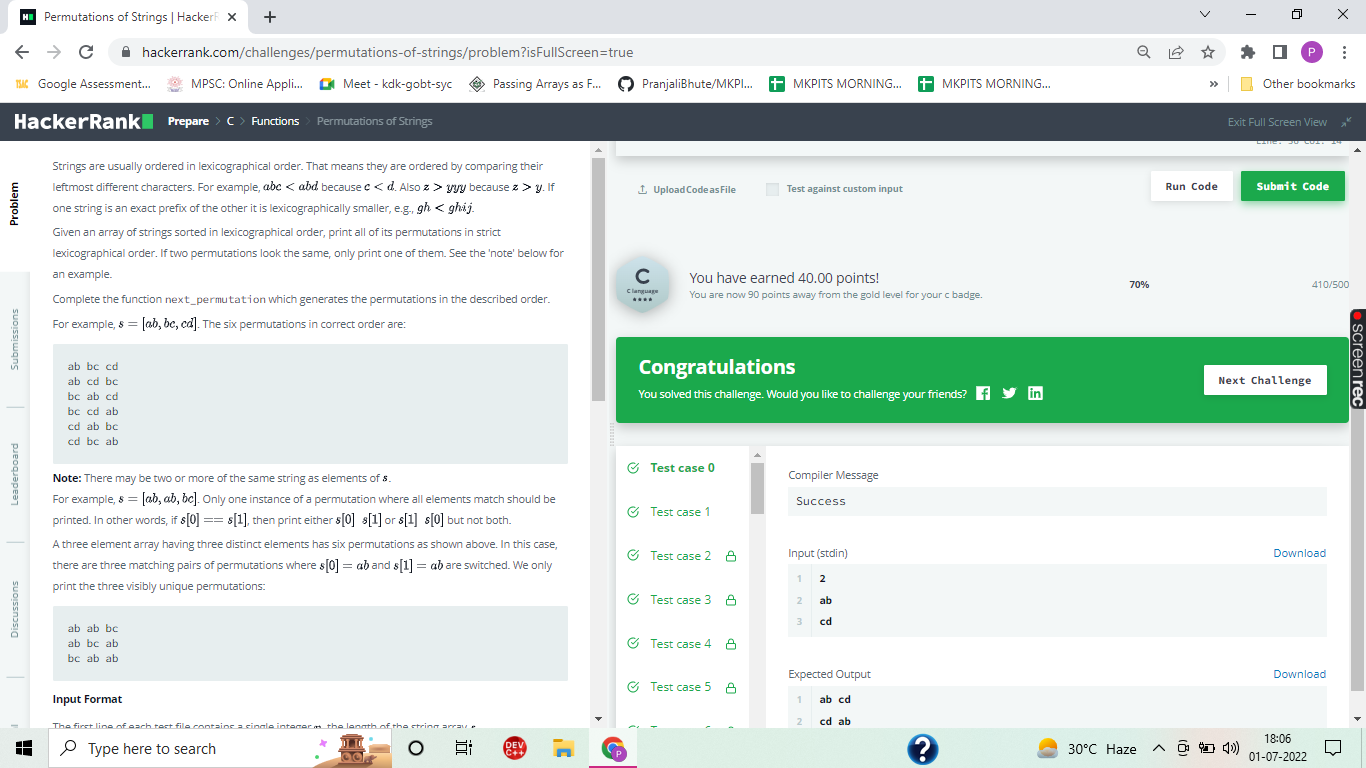 Permutations of Strings | HackerR
hackerrank.com/challenges/permutations-of-strings/problem?isFullScreen=true
P
Google Assessment...
MPSC: Online Appli...
Meet - kdk-gobt-syc
Passing Arrays as F...
PranjaliBhute/MKPI...
MKPITS MORNING...
MKPITS MORNING...
»
Other bookmarks
HackerRank
Prepare > C > Functions > Permutations of Strings
Exit Full Screen View
Problem
Submissions
Leaderboard
Discussions
Strings are usually ordered in lexicographical order. That means they are ordered by comparing their
leftmost different characters. For example, abc < abd because c < d. Also z > yyy because z > y. If
one string is an exact prefix of the other it is lexicographically smaller, e.g., gh < ghij.
Given an array of strings sorted in lexicographical order, print all of its permutations in strict
lexicographical order. If two permutations look the same, only print one of them. See the 'note' below for
an example.
Complete the function next_permutation which generates the permutations in the described order.
For example, s = [ab, bc, cd]. The six permutations in correct order are:
ab bc cd
ab cd bc
bc ab cd
bc cd ab
cd ab bc
cd bc ab
Note: There may be two or more of the same string as elements of s.
For example, s = [ab, ab, bc]. Only one instance of a permutation where all elements match should be
printed. In other words, if s[0] == s[1], then print either s[0] s[1] or s[1] s[0] but not both.
A three element array having three distinct elements has six permutations as shown above. In this case,
there are three matching pairs of permutations where s[0] = ab and s[1] = ab are switched. We only
print the three visibly unique permutations:
ab ab bc
ab bc ab
bc ab ab
Input Format
The first line of each test file contains a single integer n, the length of the string array s.
Upload Code as File
Test against custom input
Run Code
Submit Code
C
C language
You have earned 40.00 points!
You are now 90 points away from the gold level for your c badge.
70%
410/500
Congratulations
You solved this challenge. Would you like to challenge your friends?
Next Challenge
screenrec
Test case 0
Test case 1
Test case 2
Test case 3
Test case 4
Test case 5
Compiler Message
Success
Input (stdin)
Download
1 2
2 ab
3 cd
Expected Output
Download
1 ab cd
2 cd ab
Type here to search
DEV C++
P
?
30°C Haze
18:06
01-07-2022